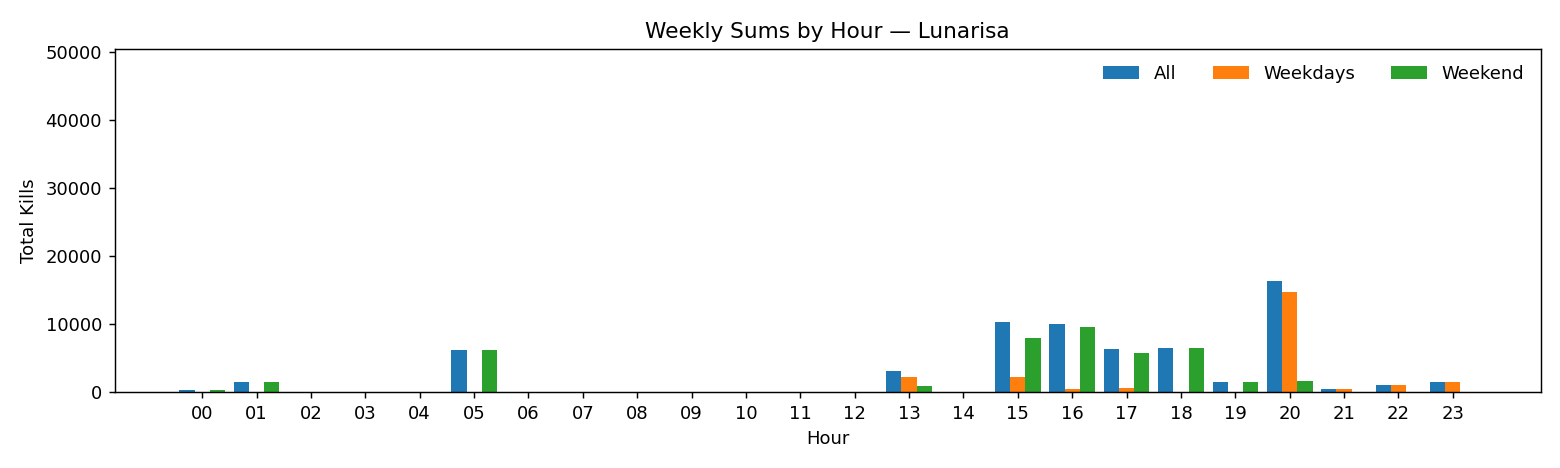 Weekly Sums by Hour — Lunarisa
All Weekdays Weekend
Total Kills
50000
40000
30000
20000
10000
0
00 01 02 03 04 05 06 07 08 09 10 11 12 13 14 15 16 17 18 19 20 21 22 23
Hour